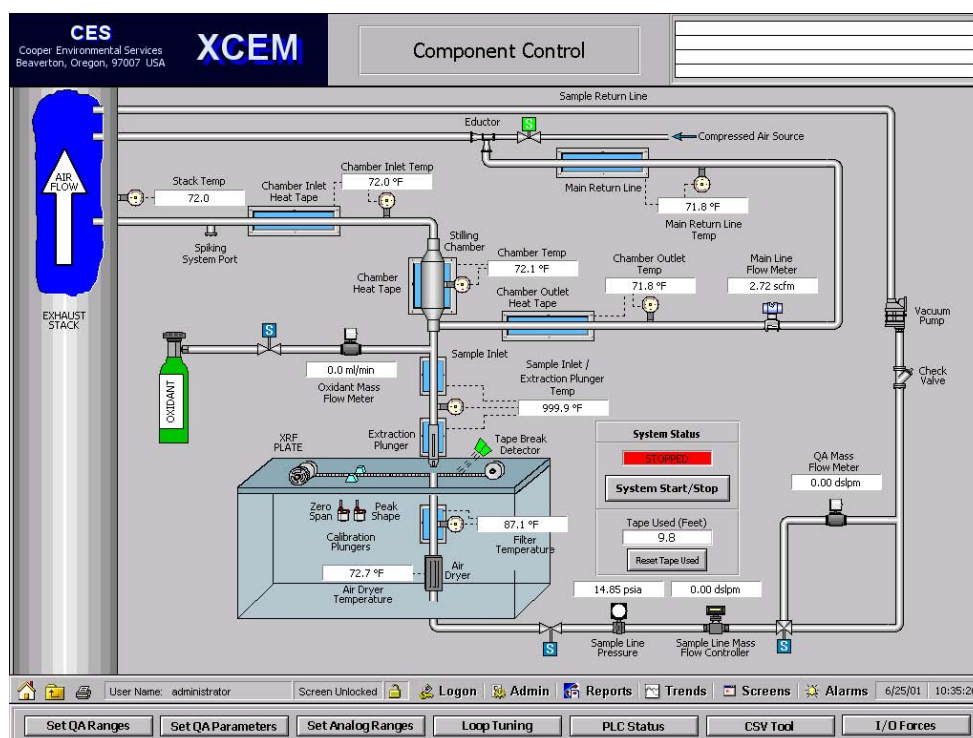 CES
Cooper Environmental Services
Beaverton, Oregon, 97007 USA
XCEM
Component Control
Sample Return Line
Eductor
S
Compressed Air Source
AIR
FLOW
Stack Temp
72.0
Chamber Inlet
Heat Tape
Chamber Inlet Temp
72.0 °F
Main Return Line
71.8 °F
Main Return Line
Temp
Spiking
System Port
Stilling
Chamber
Chamber
Heat Tape
Chamber Temp
72.1 °F
Chamber Outlet
Heat Tape
Chamber Outlet
Temp
71.8 °F
Main Line
Flow Meter
2.72 scfm
EXHAUST
STACK
Vacuum
Pump
S
OXIDANT
0.0 ml/min
Oxidant Mass
Flow Meter
Sample Inlet
Sample Inlet /
Extraction Plunger
Temp
999.9 °F
Check
Valve
XRF
PLATE
Extraction
Plunger
Tape Break
Detector
System Status
STOPPED
System Start/Stop
QA Mass
Flow Meter
0.00 dslpm
Zero
Span
Peak
Shape
Calibration
Plungers
87.1 °F
Filter
Temperature
Tape Used (Feet)
9.8
Reset Tape Used
72.7 °F
Air Dryer
Temperature
Air
Dryer
14.85 psia
0.00 dslpm
S
Sample Line
Pressure
Sample Line Mass
Flow Controller
S
User Name: administrator
Screen Unlocked
Logon
Admin
Reports
Trends
Screens
Alarms
6/25/01
10:35:26
Set QA Ranges
Set QA Parameters
Set Analog Ranges
Loop Tuning
PLC Status
CSV Tool
I/O Forces